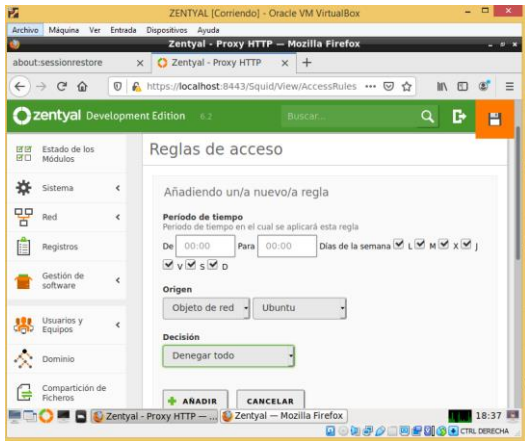 ZENTYAL [Corriendo] - Oracle VM VirtualBox
Archivo Máquina Ver Entrada Dispositivos Ayuda
Zentyal - Proxy HTTP — Mozilla Firefox
about:sessionrestore
Zentyal - Proxy HTTP
https://localhost:8443/Squid/View/AccessRules
zentyal Development Edition 6.2
Buscar...
Estado de los
Módulos
Sistema
Red
Registros
Gestión de
software
Usuarios y
Equipos
Dominio
Compartición de
Ficheros
Reglas de acceso
Añadiendo un/a nuevo/a regla
Período de tiempo
Período de tiempo en el cual se aplicará esta regla
De 00:00 Para 00:00 Días de la semana L M X J
V S D
Origen
Objeto de red Ubuntu
Decisión
Denegar todo
AÑADIR CANCELAR
Zentyal - Proxy HTTP — ... Zentyal — Mozilla Firefox 18:37
CTRL DERECHA